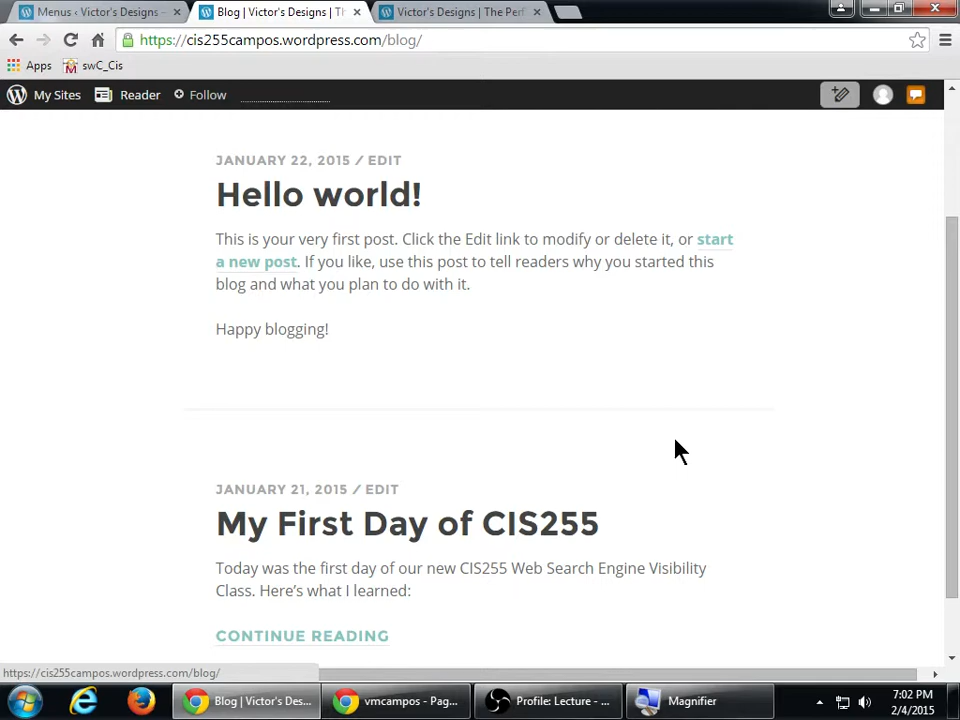 Menus ‹ Victor's Designs –
Blog | Victor's Designs | Th
Victor's Designs | The Perf
https://cis255campos.wordpress.com/blog/
Apps
swC_Cis
My Sites
Reader
Follow
JANUARY 22, 2015 / EDIT
Hello world!
This is your very first post. Click the Edit link to modify or delete it, or start
a new post. If you like, use this post to tell readers why you started this
blog and what you plan to do with it.
Happy blogging!
JANUARY 21, 2015 / EDIT
My First Day of CIS255
Today was the first day of our new CIS255 Web Search Engine Visibility
Class. Here's what I learned:
CONTINUE READING
https://cis255campos.wordpress.com/blog/
Blog | Victor's Des...
vmcampos - Pag...
Profile: Lecture - ...
Magnifier
7:02 PM
2/4/2015